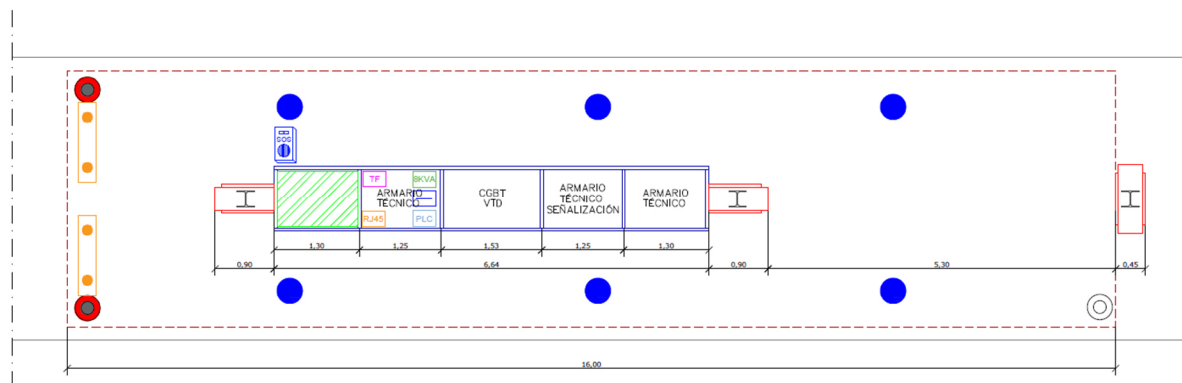 SOS
TF
8KVA
ARMARIO
TÉCNICO
RJ45
PLC
CGBT
VTD
ARMARIO
TÉCNICO
SEÑALIZACIÓN
ARMARIO
TÉCNICO
1,30
1,25
1,53
1,25
1,30
0,90
6,64
0,90
5,30
0,45
16,00